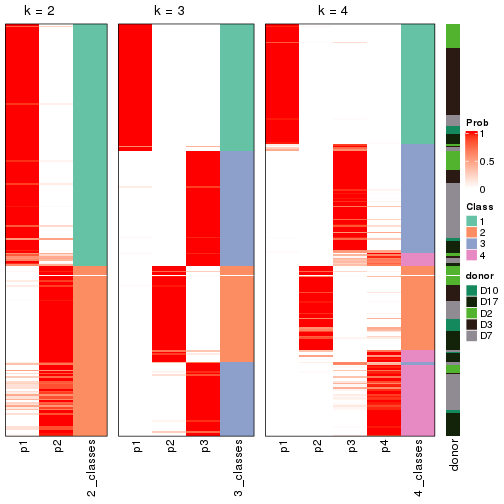 k = 2
k = 3
k = 4
Prob
1
0.5
0
Class
1
2
3
4
donor
D10
D17
D2
D3
D7
p1
p2
2_classes
p1
p2
p3
3_classes
p1
p2
p3
p4
4_classes
donor